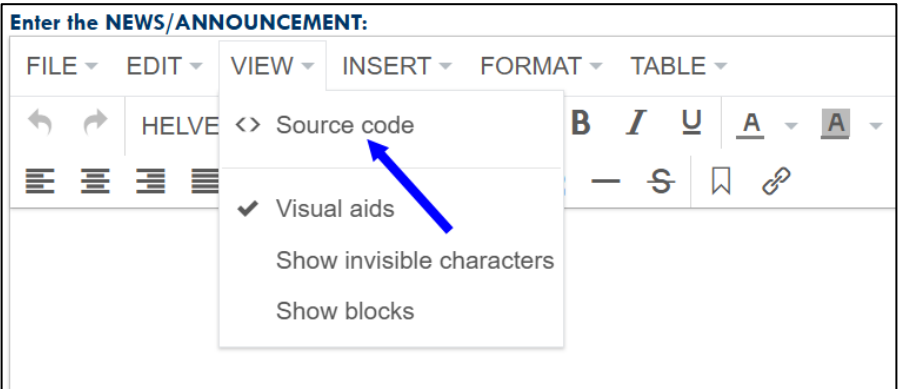 Enter the NEWS/ANNOUNCEMENT:
FILE EDIT VIEW INSERT FORMAT TABLE
HELVE <> Source code B I U A A
S
Visual aids
Show invisible characters
Show blocks